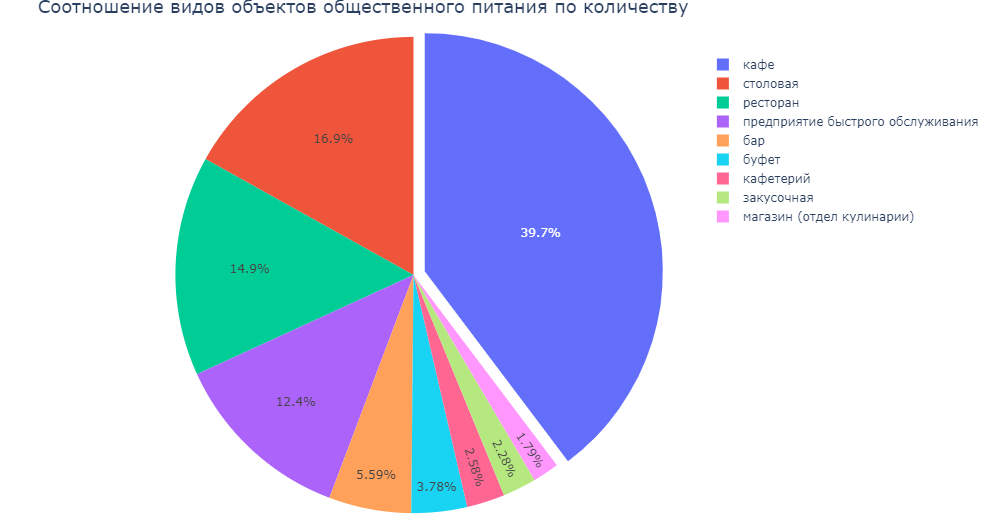 Соотношение видов объектов общественного питания по количеству
39.7%
16.9%
14.9%
12.4%
5.59%
3.78%
2.58%
2.28%
1.79%
кафе
столовая
ресторан
предприятие быстрого обслуживания
бар
буфет
кафетерий
закусочная
магазин (отдел кулинарии)